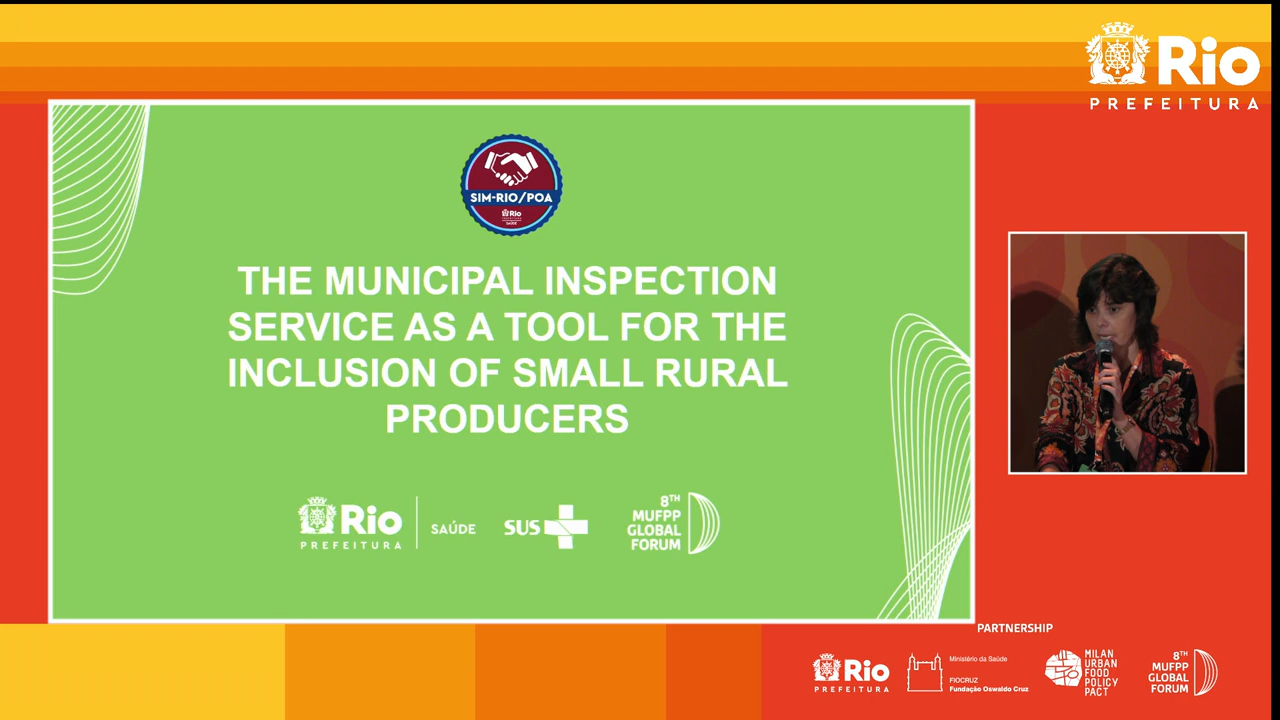 Rio
PREFEITURA
SIM-RIO/POA
Rio
THE MUNICIPAL INSPECTION
SERVICE AS A TOOL FOR THE
INCLUSION OF SMALL RURAL
PRODUCERS
Rio
PREFEITURA
SAÚDE
SUS
8TH
MUFPP
GLOBAL
FORUM
PARTNERSHIP
Rio
PREFEITURA
Ministério da Saúde
FIOCRUZ
Fundação Oswaldo Cruz
MILAN
URBAN
FOOD
POLICY
PACT
8TH
MUFPP
GLOBAL
FORUM